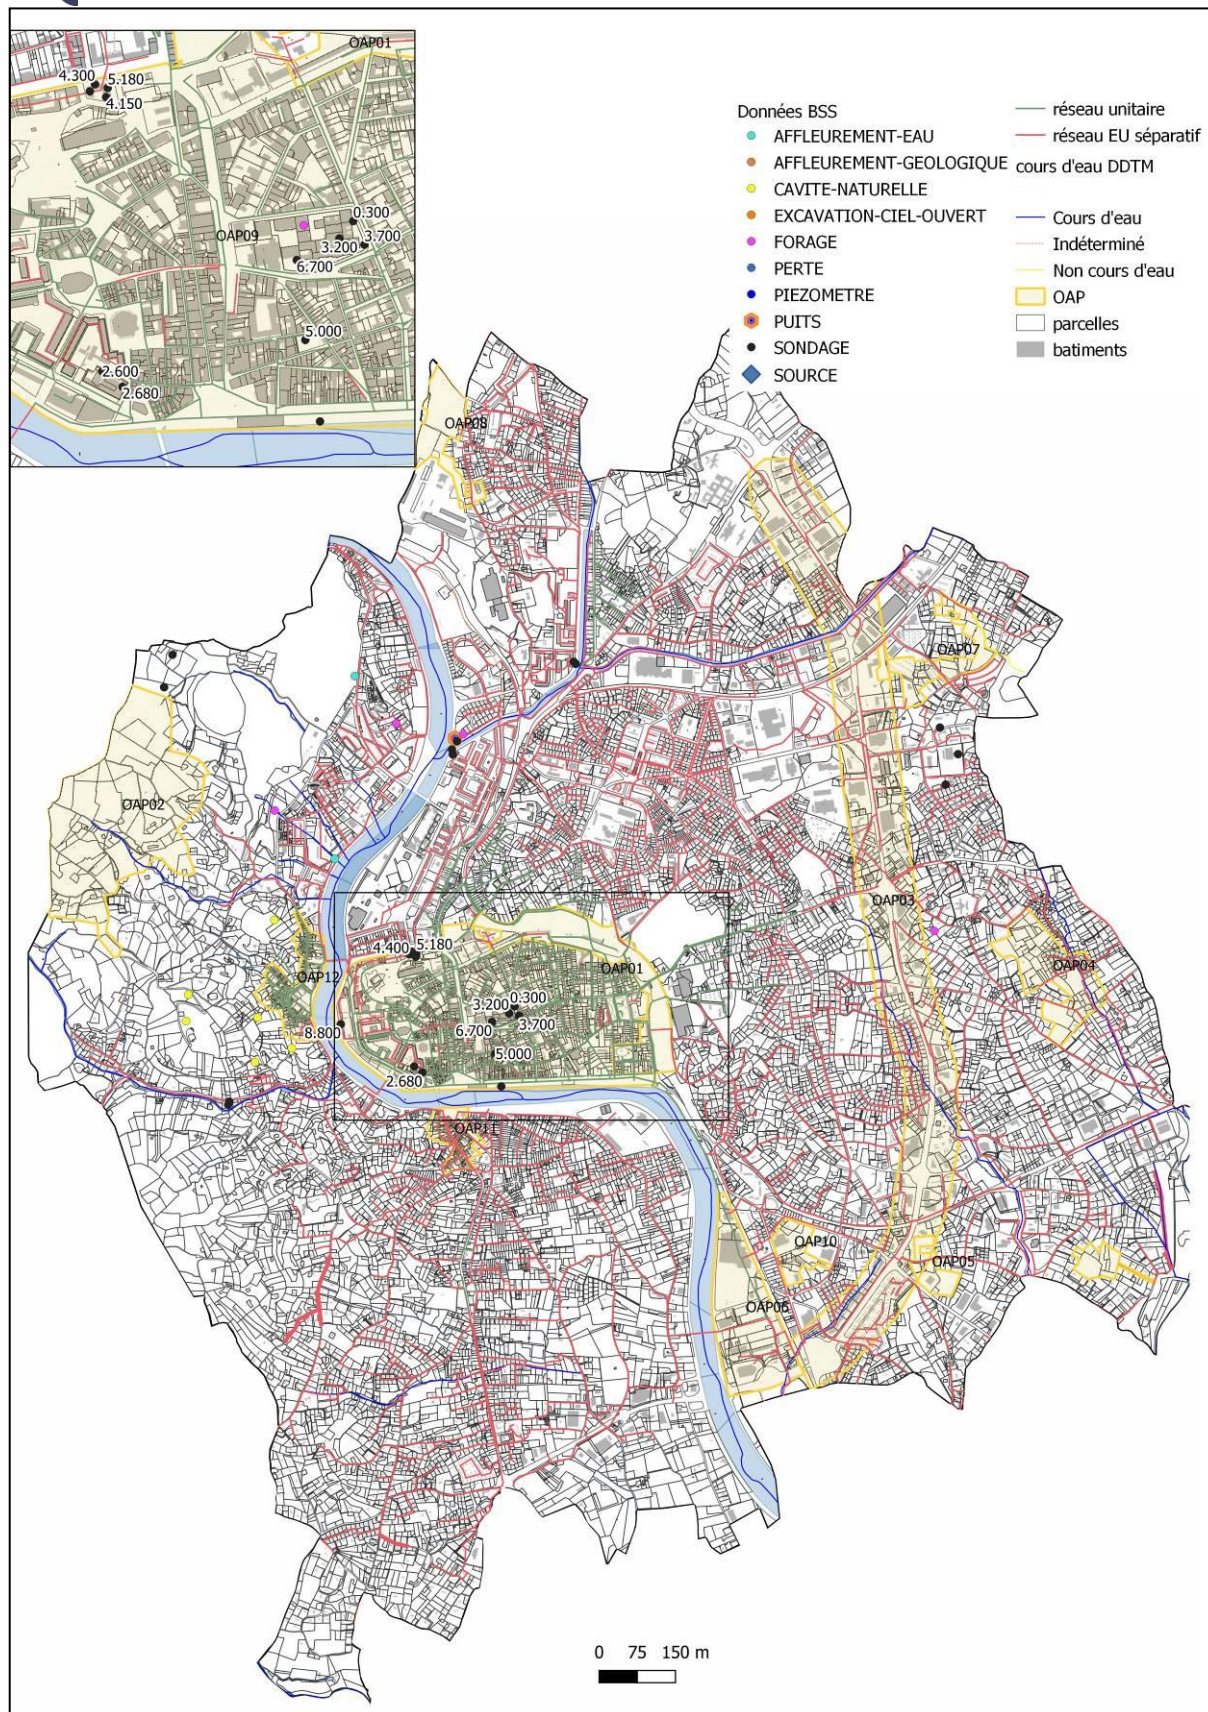 OAP01
4.300
5.180
4.150
OAP09
0.300
3.200
3.700
6.700
5.000
2.600
2.680
Données BSS
AFFLEUREMENT-EAU
AFFLEUREMENT-GEOLOGIQUE
CAVITE-NATURELLE
EXCAVATION-CIEL-OUVERT
FORAGE
PERTE
PIEZOMETRE
PUITS
SONDAGE
SOURCE
réseau unitaire
réseau EU séparatif
cours d'eau DDTM
Cours d'eau
Indéterminé
Non cours d'eau
OAP
parcelles
batiments
OAP08
OAP07
OAP02
OAP03
OAP04
OAP12
4.400
5.180
OAP01
3.200
0.300
6.700
3.700
8.800
5.000
2.680
OAP11
OAP10
OAP05
OAP06
0 75 150 m